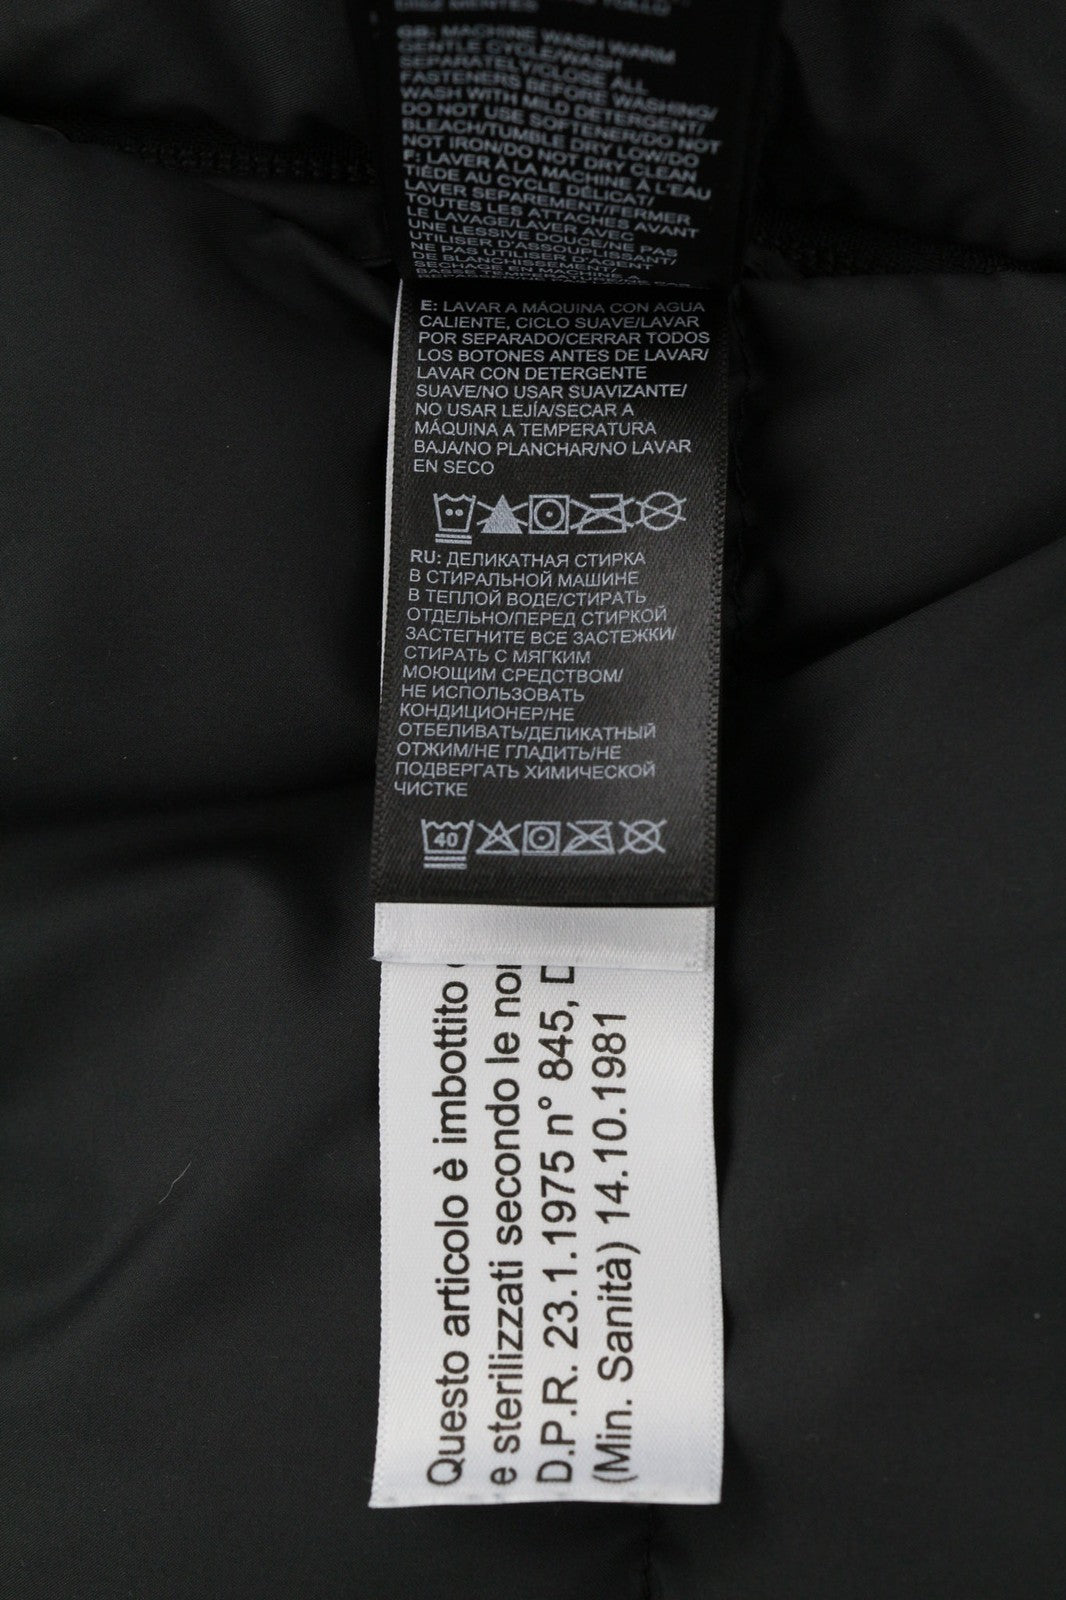 GB: MACHINE WASH WARM
GENTLE CYCLE/WASH
SEPARATELY/CLOSE ALL
FASTENERS BEFORE WASHING/
WASH WITH MILD DETERGENT/
DO NOT USE SOFTENER/DO NOT
BLEACH/TUMBLE DRY LOW/DO
NOT IRON/DO NOT DRY CLEAN
F: LAVER À LA MACHINE À L'EAU
TIÈDE AU CYCLE DÉLICAT/
LAVER SEPARÉMENT/FERMER
TOUTES LES ATTACHES AVANT
LE LAVAGE/LAVER AVEC
UNE LESSIVE DOUCE/NE PAS
UTILISER D'ASSOUPLISSANT/
NE PAS UTILISER D'AGENT
DE BLANCHISSEMENT/
SECHAGE EN MACHINE A
E: LAVAR A MÁQUINA CON AGUA
CALIENTE, CICLO SUAVE/LAVAR
POR SEPARADO/CERRAR TODOS
LOS BOTONES ANTES DE LAVAR/
LAVAR CON DETERGENTE
SUAVE/NO USAR SUAVIZANTE/
NO USAR LEJÍA/SECAR A
MÁQUINA A TEMPERATURA
BAJA/NO PLANCHAR/NO LAVAR
EN SECO
RU: ДЕЛИКАТНАЯ СТИРКА
В СТИРАЛЬНОЙ МАШИНЕ
В ТЕПЛОЙ ВОДЕ/СТИРАТЬ
ОТДЕЛЬНО/ПЕРЕД СТИРКОЙ
ЗАСТЕГНИТЕ ВСЕ ЗАСТЕЖКИ/
СТИРАТЬ С МЯГКИМ
МОЮЩИМ СРЕДСТВОМ/
НЕ ИСПОЛЬЗОВАТЬ
КОНДИЦИОНЕР/НЕ
ОТБЕЛИВАТЬ/ДЕЛИКАТНЫЙ
ОТЖИМ/НЕ ГЛАДИТЬ/НЕ
ПОДВЕРГАТЬ ХИМИЧЕСКОЙ
ЧИСТКЕ
40
Questo articolo è imbottito
e sterilizzati secondo le
D.P.R. 23.1.1975 n° 845,
(Min. Sanità) 14.10.1981